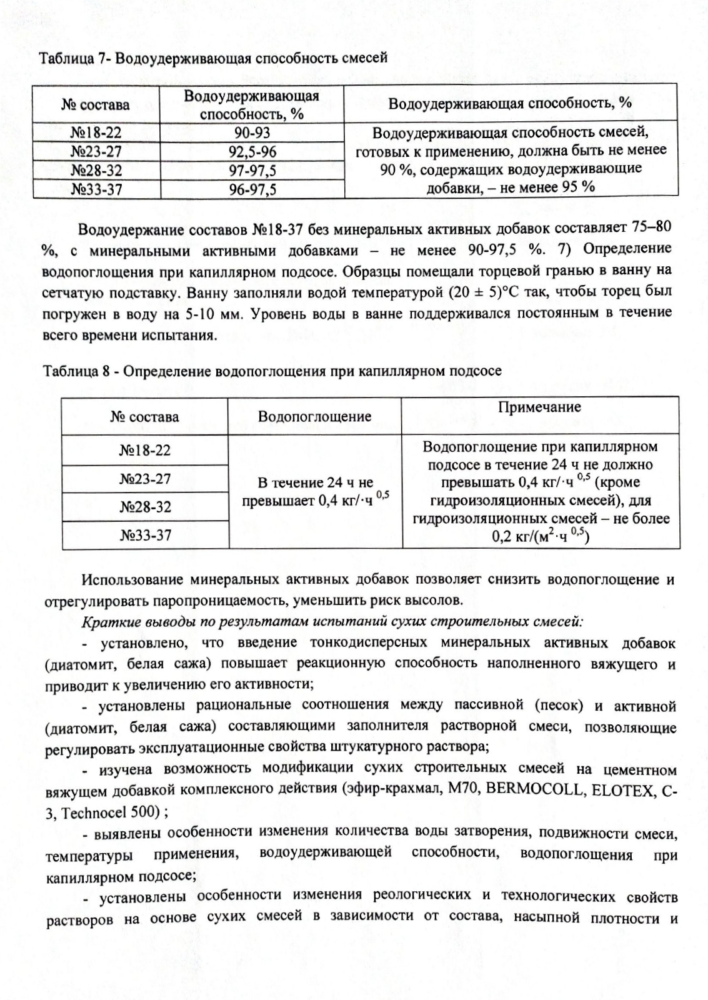 Таблица 7- Водоудерживающая способность смесей
№ состава
Водоудерживающая
способность, %
Водоудерживающая способность, %
№18-22
90-93
№23-27
92,5-96
№28-32
97-97,5
№33-37
96-97,5
Водоудерживающая способность смесей,
готовых к применению, должна быть не менее
90 %, содержащих водоудерживающие
добавки, – не менее 95 %
Водоудержание составов №18-37 без минеральных активных добавок составляет 75–80
%, с минеральными активными добавками – не менее 90-97,5 %. 7) Определение
водопоглощения при капиллярном подсосе. Образцы помещали торцевой гранью в ванну на
сетчатую подставку. Ванну заполняли водой температурой (20 ± 5)°С так, чтобы торец был
погружен в воду на 5-10 мм. Уровень воды в ванне поддерживался постоянным в течение
всего времени испытания.
Таблица 8 - Определение водопоглощения при капиллярном подсосе
№ состава
Водопоглощение
Примечание
№18-22
№23-27
№28-32
№33-37
В течение 24 ч не
превышает 0,4 кг/·ч 0,5
Водопоглощение при капиллярном
подсосе в течение 24 ч не должно
превышать 0,4 кг/·ч 0,5 (кроме
гидроизоляционных смесей), для
гидроизоляционных смесей – не более
0,2 кг/(м2·ч 0,5)
Использование минеральных активных добавок позволяет снизить водопоглощение и
отрегулировать паропроницаемость, уменьшить риск высолов.
Краткие выводы по результатам испытаний сухих строительных смесей:
- установлено, что введение тонкодисперсных минеральных активных добавок
(диатомит, белая сажа) повышает реакционную способность наполненного вяжущего и
приводит к увеличению его активности;
- установлены рациональные соотношения между пассивной (песок) и активной
(диатомит, белая сажа) составляющими заполнителя растворной смеси, позволяющие
регулировать эксплуатационные свойства штукатурного раствора;
- изучена возможность модификации сухих строительных смесей на цементном
вяжущем добавкой комплексного действия (эфир-крахмал, М70, BERMOCOLL, ELOTEX, С-
3, Technocel 500) ;
- выявлены особенности изменения количества воды затворения, подвижности смеси,
температуры применения, водоудерживающей способности, водопоглощения при
капиллярном подсосе;
- установлены особенности изменения реологических и технологических свойств
растворов на основе сухих смесей в зависимости от состава, насыпной плотности и